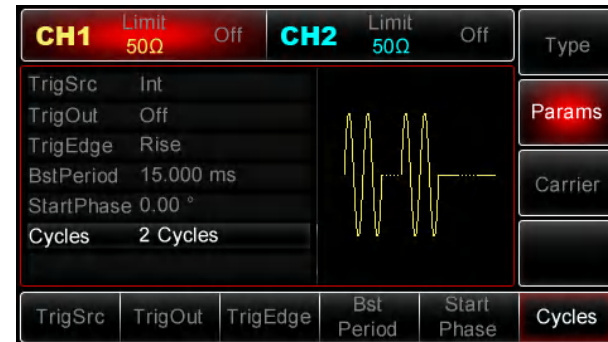 CH1 Limit 50Ω Off CH2 Limit 50Ω Off Type
TrigSrc Int
TrigOut Off
TrigEdge Rise
BstPeriod 15.000 ms
StartPhase 0.00 °
Cycles 2 Cycles
Params
Carrier
TrigSrc TrigOut TrigEdge Bst Period Start Phase Cycles